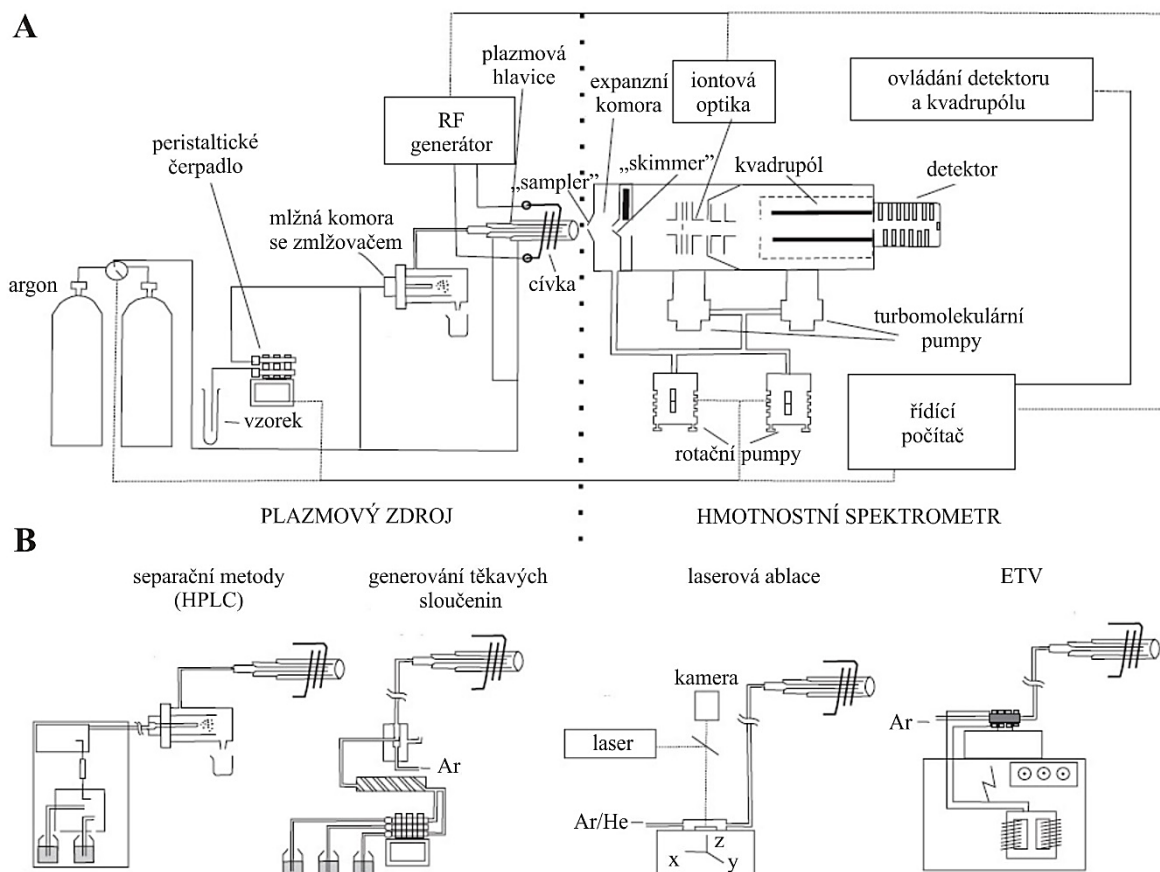 A
plazmová
hlavice
expanzní
komora
iontová
optika
ovládání detektoru
a kvadrupólu
RF
generátor
peristaltické
čerpadlo
„sampler”
„skimmer”
kvadrupól
detektor
mlžná komora
se zmlžovačem
cívka
argon
turbomolekulární
pumpy
vzorek
rotační pumpy
řídící
počítač
PLAZMOVÝ ZDROJ
HMOTNOSTNÍ SPEKTROMETR
B
separační metody
(HPLC)
generování těkavých
sloučenin
laserová ablace
ETV
kamera
laser
Ar
Ar
Ar/He
z
x
y